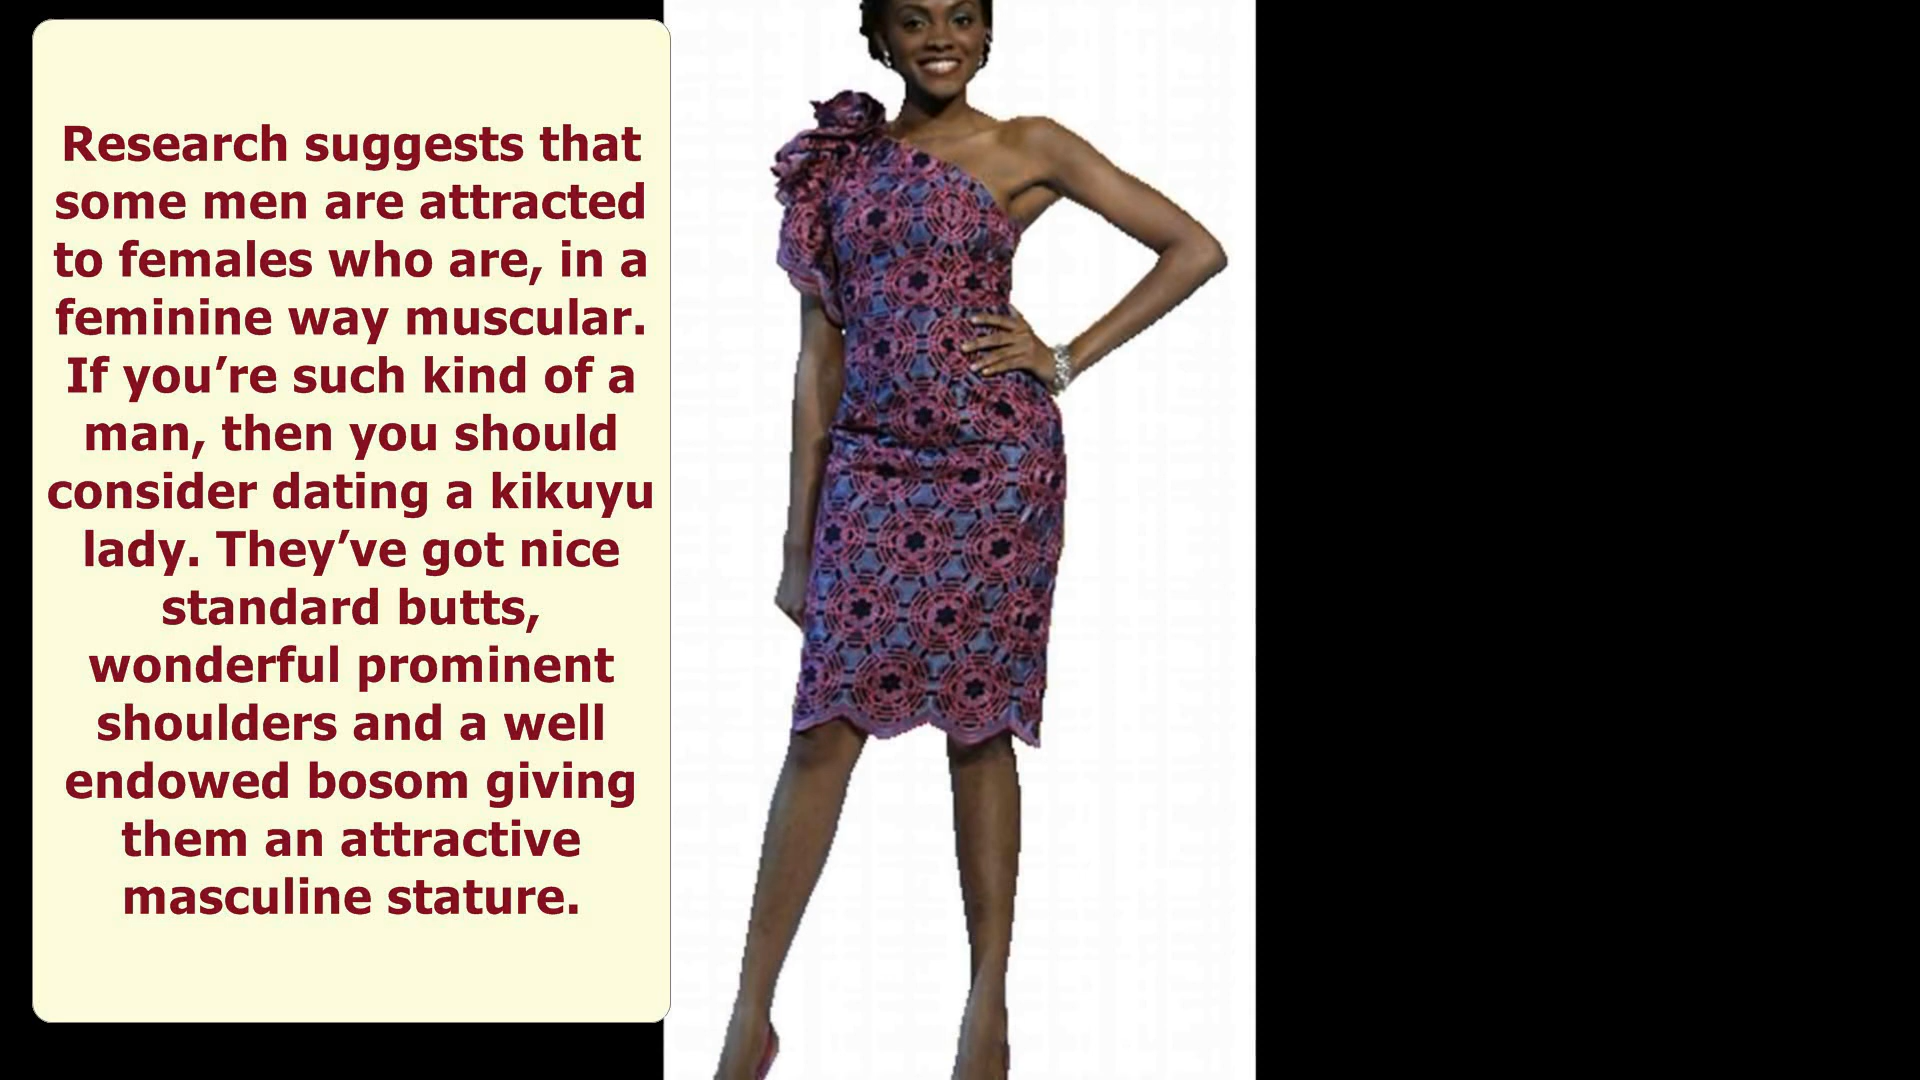 Research suggests that
some men are attracted
to females who are, in a
feminine way muscular.
If you’re such kind of a
man, then you should
consider dating a kikuyu
lady. They’ve got nice
standard butts,
wonderful prominent
shoulders and a well
endowed bosom giving
them an attractive
masculine stature.